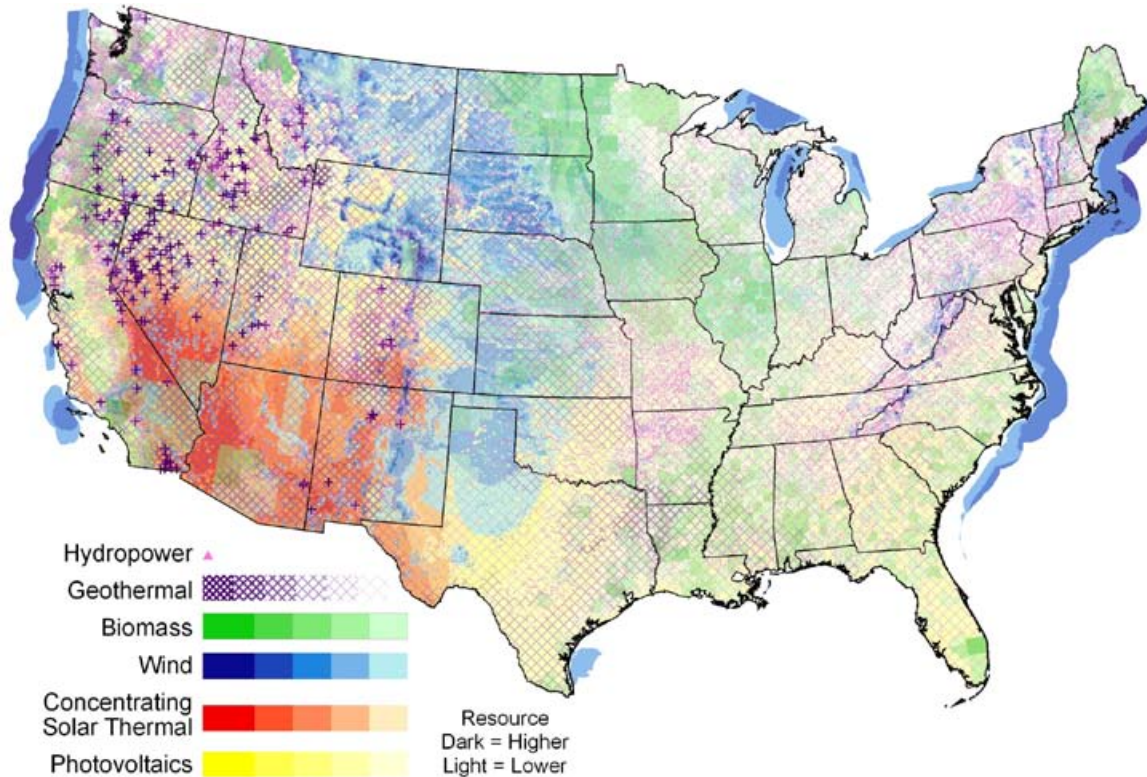 Hydropower
Geothermal
Biomass
Wind
Concentrating
Solar Thermal
Photovoltaics
Resource
Dark = Higher
Light = Lower